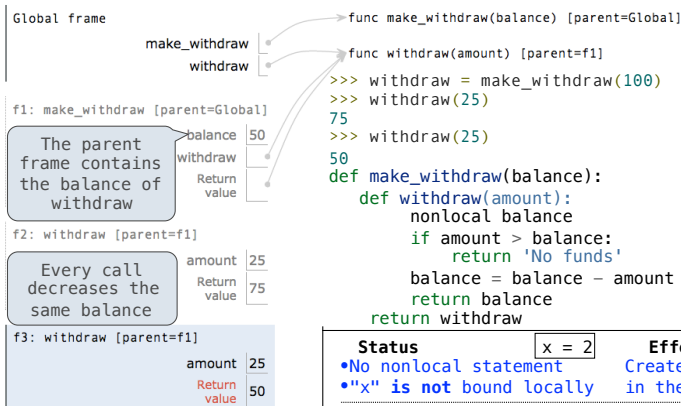 Global frame
make_withdraw
withdraw
func make_withdraw(balance) [parent=Global]
func withdraw(amount) [parent=f1]
f1: make_withdraw [parent=Global]
balance 50
withdraw
Return
value
The parent
frame contains
the balance of
withdraw
f2: withdraw [parent=f1]
amount 25
Return
value 75
Every call
decreases the
same balance
f3: withdraw [parent=f1]
amount 25
Return
value 50
>>> withdraw = make_withdraw(100)
>>> withdraw(25)
75
>>> withdraw(25)
50
def make_withdraw(balance):
def withdraw(amount):
nonlocal balance
if amount > balance:
return 'No funds'
balance = balance - amount
return balance
return withdraw
Status x = 2 Effe
•No nonlocal statement Create
•"x" is not bound locally in the